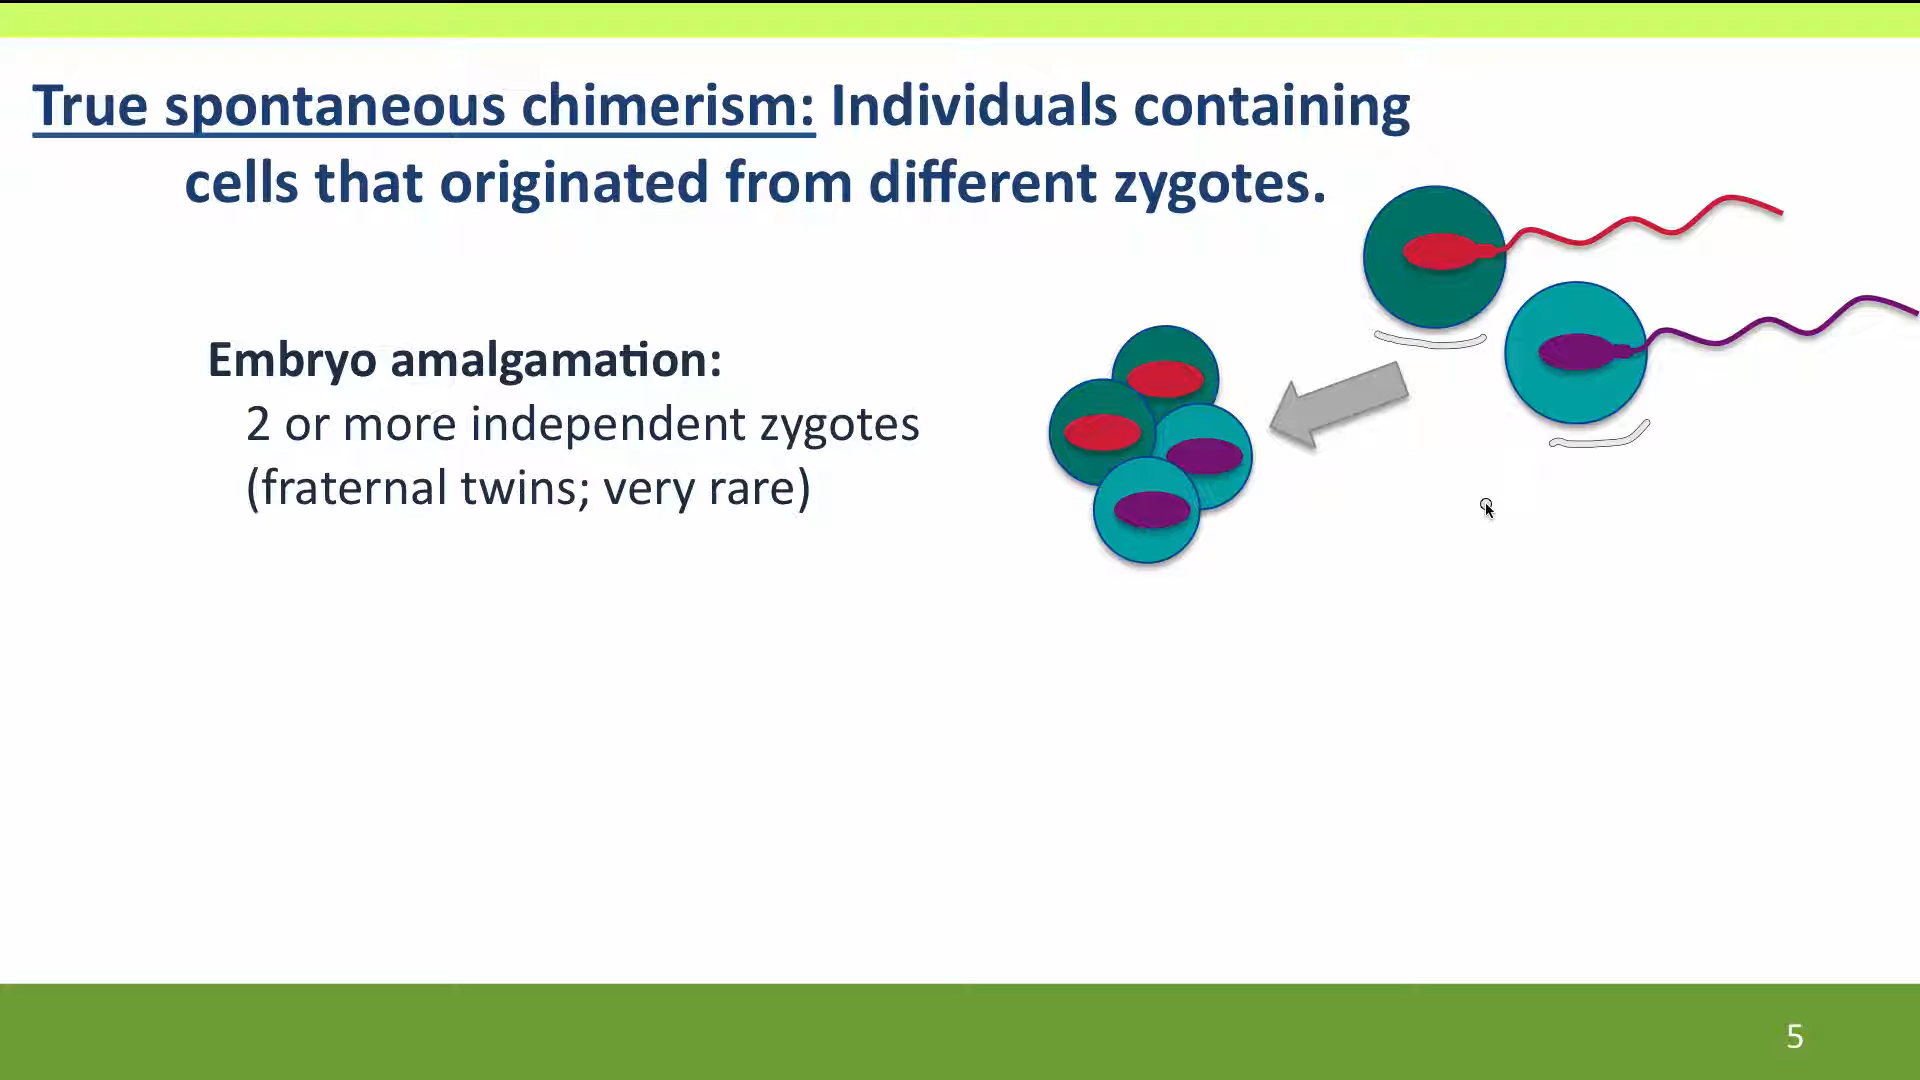 True spontaneous chimerism: Individuals containing
cells that originated from different zygotes.
Embryo amalgamation:
2 or more independent zygotes
(fraternal twins; very rare)
5